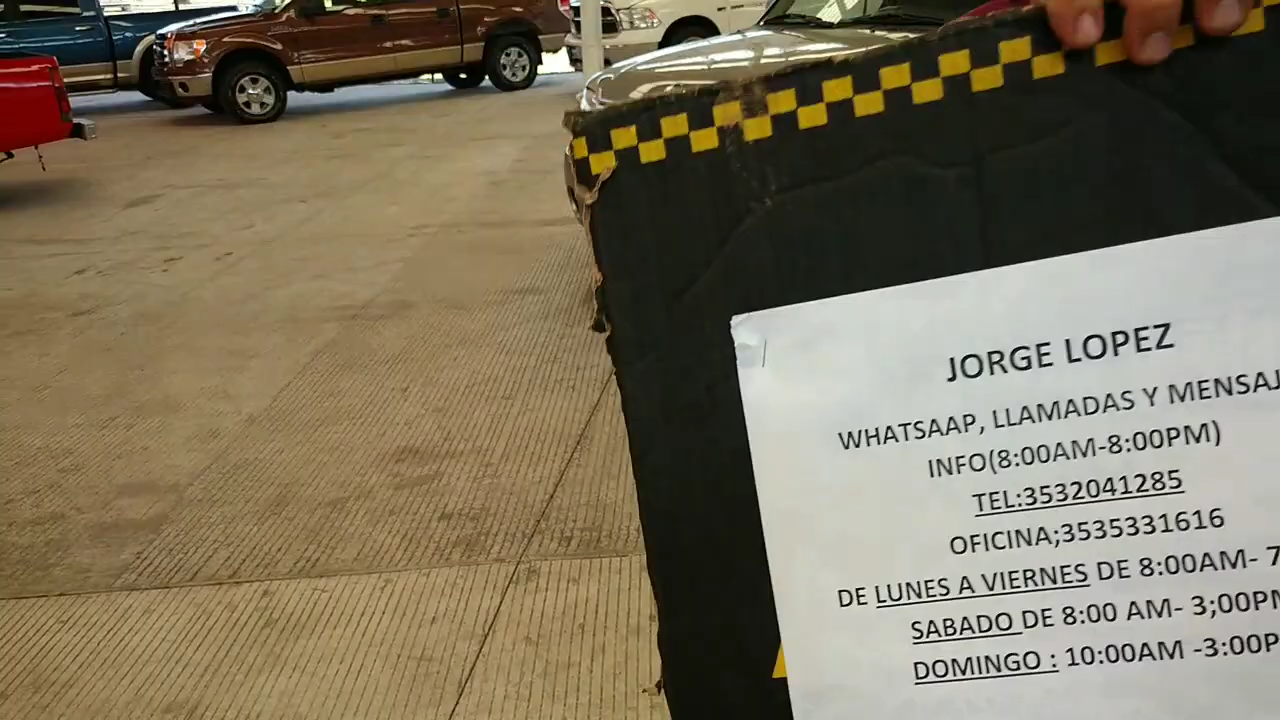 JORGE LOPEZ
WHATSAAP, LLAMADAS Y MENSAJ
INFO(8:00AM-8:00PM)
TEL:3532041285
OFICINA;3535331616
DE LUNES A VIERNES DE 8:00AM- 7
SABADO DE 8:00 AM- 3;00PM
DOMINGO : 10:00AM -3:00P